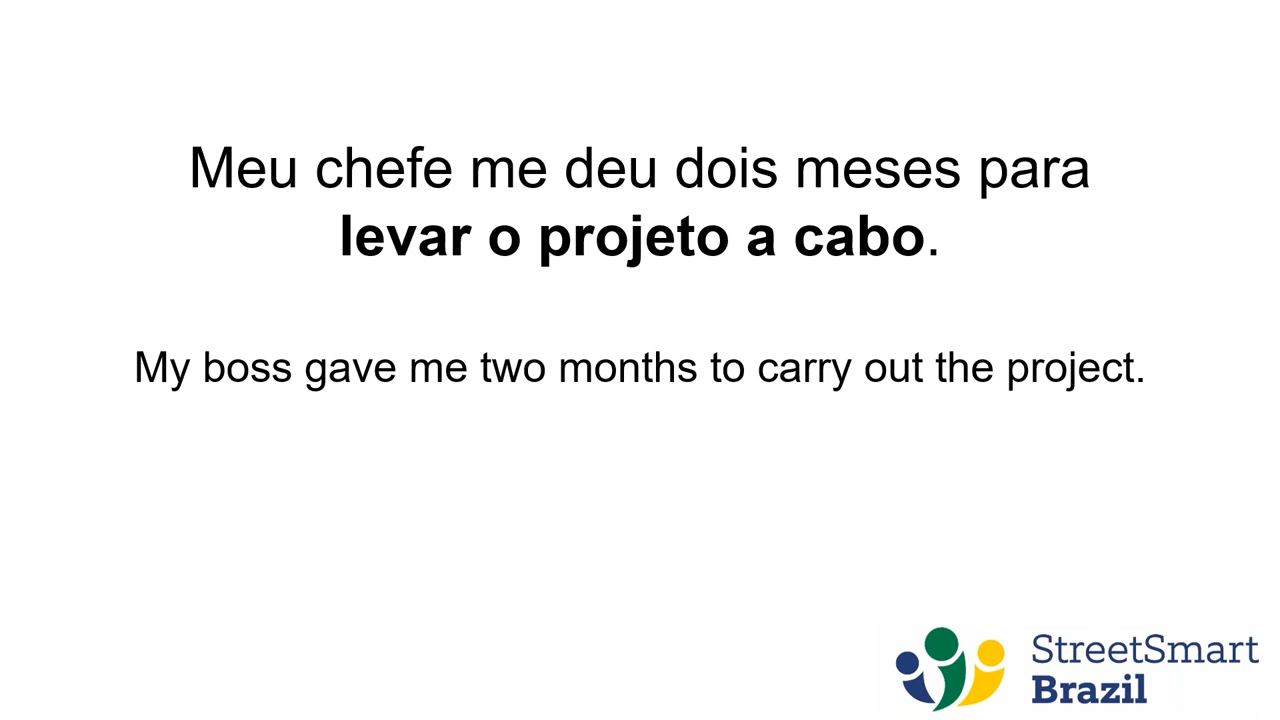 Meu chefe me deu dois meses para
levar o projeto a cabo.
My boss gave me two months to carry out the project.
StreetSmart
Brazil